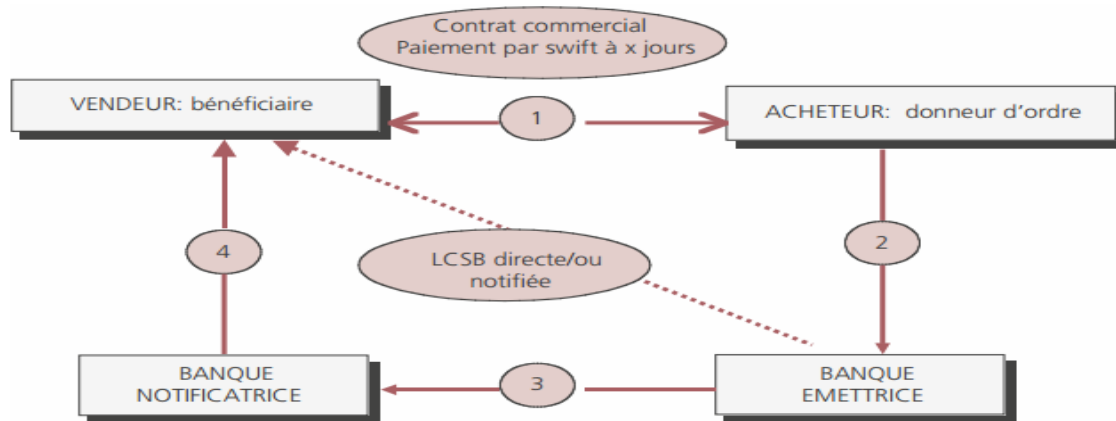 Contrat commercial
Paiement par swift à x jours
VENDEUR: bénéficiaire
1
ACHETEUR: donneur d'ordre
4
LCSB directe/ou
notifiée
2
BANQUE
NOTIFICATRICE
3
BANQUE
EMETTRICE